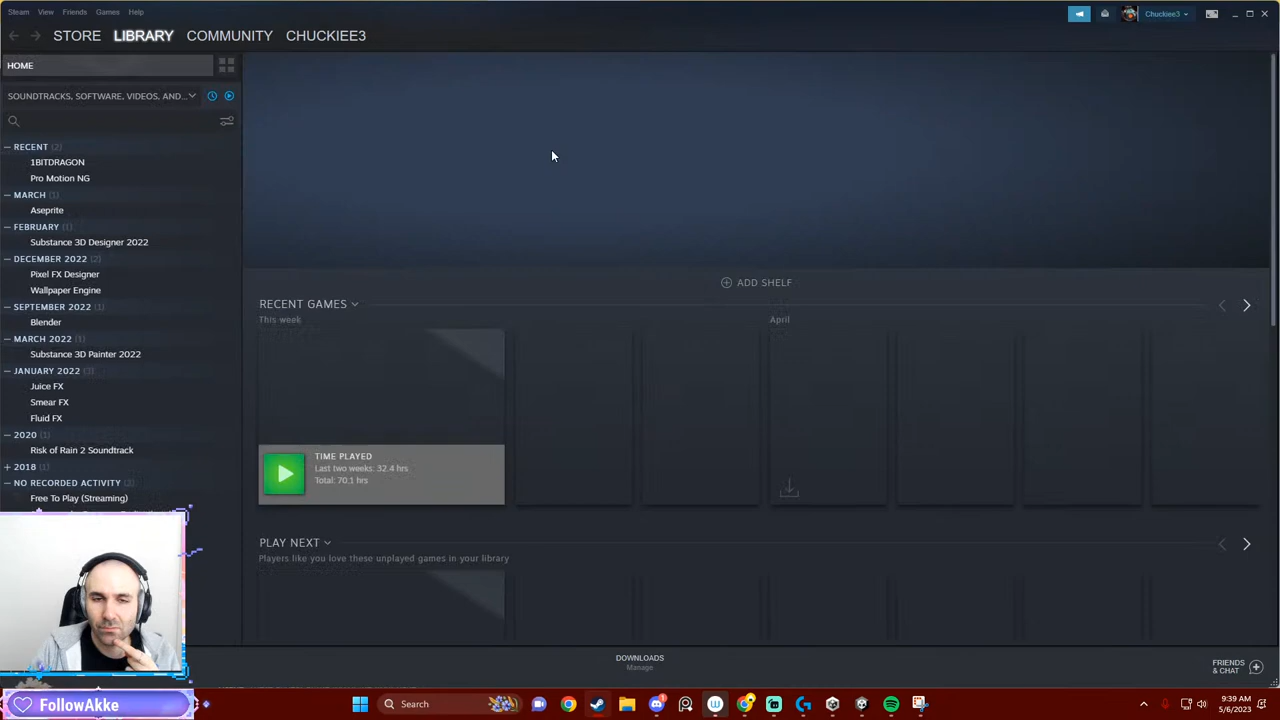 Steam View Friends Games Help
Chuckiee3
STORE LIBRARY COMMUNITY CHUCKIEE3
HOME
SOUNDTRACKS, SOFTWARE, VIDEOS, AND...
RECENT (2)
1BITDRAGON
Pro Motion NG
MARCH (1)
Aseprite
FEBRUARY (1)
Substance 3D Designer 2022
DECEMBER 2022 (2)
Pixel FX Designer
Wallpaper Engine
SEPTEMBER 2022 (1)
Blender
MARCH 2022 (1)
Substance 3D Painter 2022
JANUARY 2022 (3)
Juice FX
Smear FX
Fluid FX
2020 (1)
Risk of Rain 2 Soundtrack
2018 (1)
NO RECORDED ACTIVITY (2)
Free To Play (Streaming)
ADD SHELF
RECENT GAMES
This week
April
TIME PLAYED
Last two weeks: 32.4 hrs
Total: 70.1 hrs
PLAY NEXT
Players like you love these unplayed games in your library
DOWNLOADS
Manage
FRIENDS
& CHAT
FollowAkke
Search
9:39 AM
5/6/2023